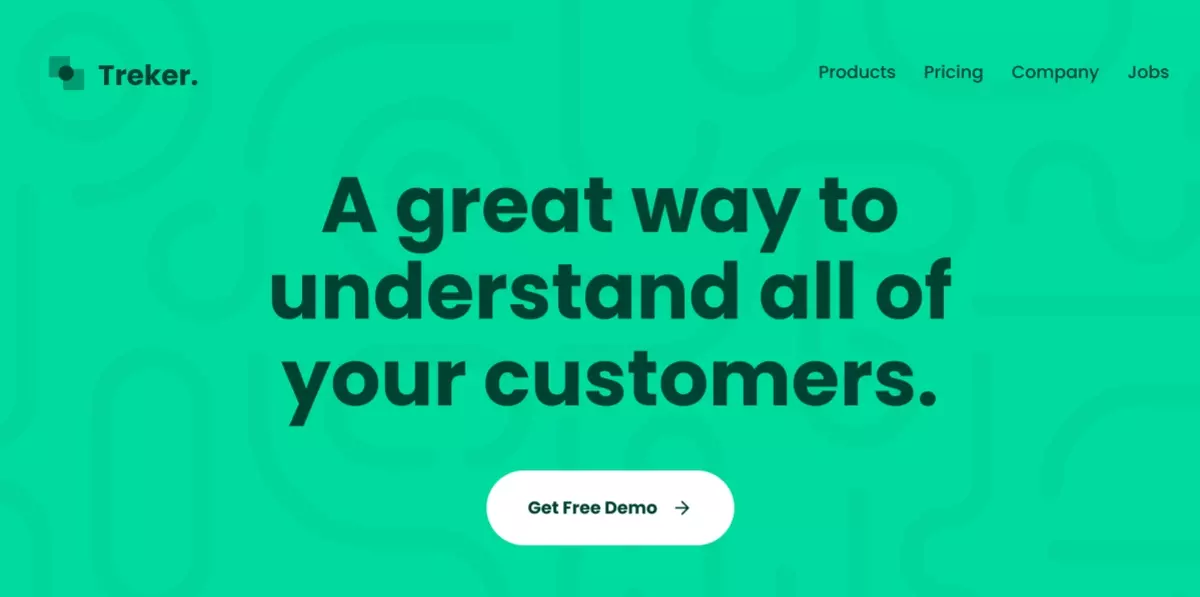 Treker.
Products Pricing Company Jobs
A great way to
understand all of
your customers.
Get Free Demo →